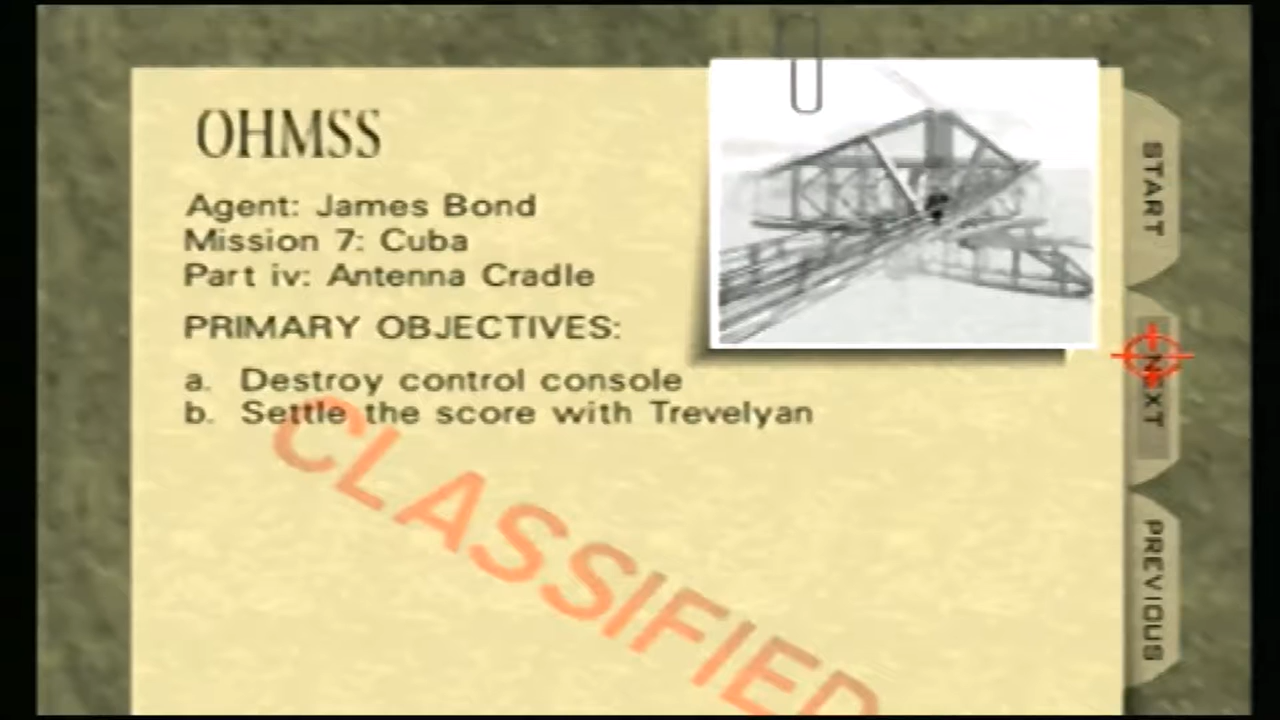 OHMSS
Agent: James Bond
Mission 7: Cuba
Part iv: Antenna Cradle
PRIMARY OBJECTIVES:
a. Destroy control console
b. Settle the score with Trevelyan
CLASSIFIED
START
NEXT
PREVIOUS